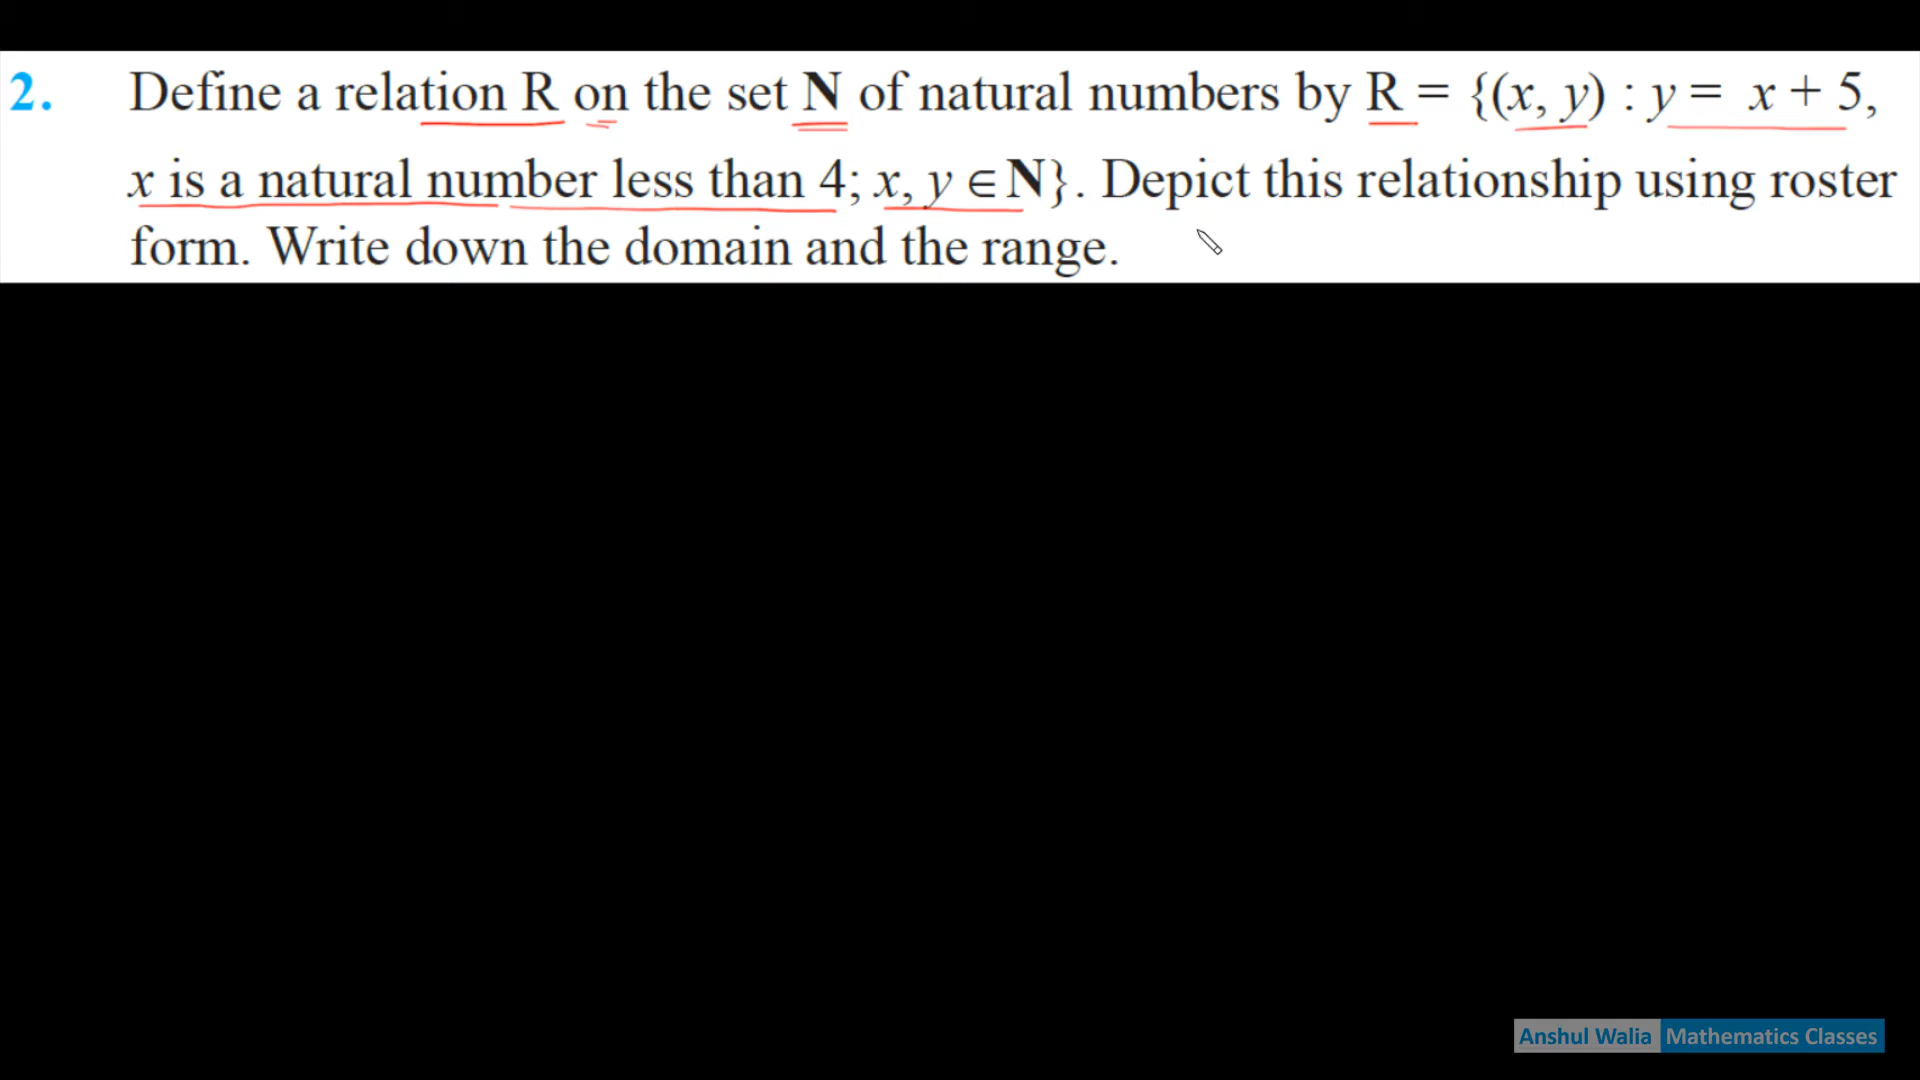 2. Define a relation R on the set N of natural numbers by R = {(x, y) : y = x + 5,
x is a natural number less than 4; x, y ∈ N}. Depict this relationship using roster
form. Write down the domain and the range.
Anshul Walia Mathematics Classes